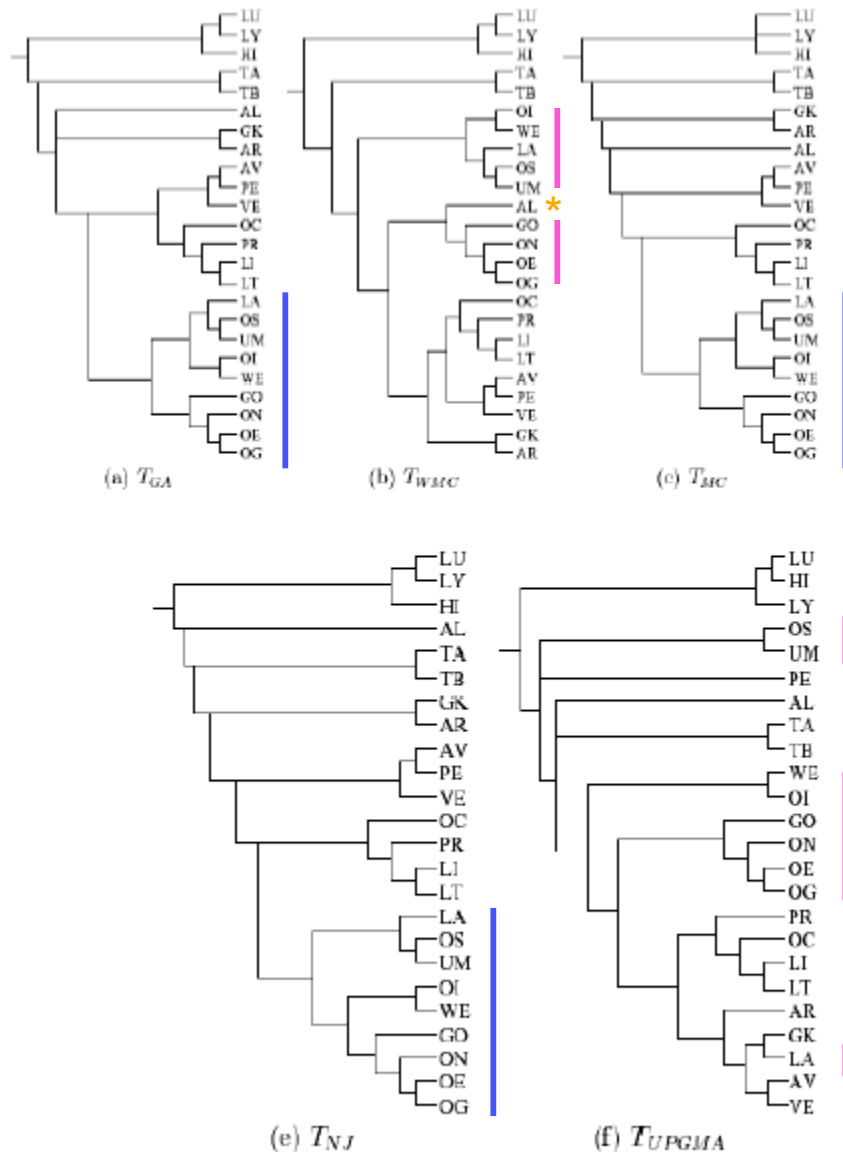 LU
LY
HI
TA
TB
AL
GK
AR
AV
PE
VE
OC
PR
LI
LT
LA
OS
UM
OI
WE
GO
ON
OE
OG
(a) T_GA
LU
LY
HI
TA
TB
OI
WE
LA
OS
UM
AL *
GO
ON
OE
OG
OC
PR
LI
LT
AV
PE
VE
GK
AR
(b) T_WMC
LU
LY
HI
TA
TB
GK
AR
AL
AV
PE
VE
OC
PR
LI
LT
LA
OS
UM
OI
WE
GO
ON
OE
OG
(c) T_MC
LU
LY
HI
AL
TA
TB
GK
AR
AV
PE
VE
OC
PR
LI
LT
LA
OS
UM
OI
WE
GO
ON
OE
OG
(e) T_NJ
LU
HI
LY
OS
UM
PE
AL
TA
TB
WE
OI
GO
ON
OE
OG
PR
OC
LI
LT
AR
GK
LA
AV
VE
(f) T_UPGMA